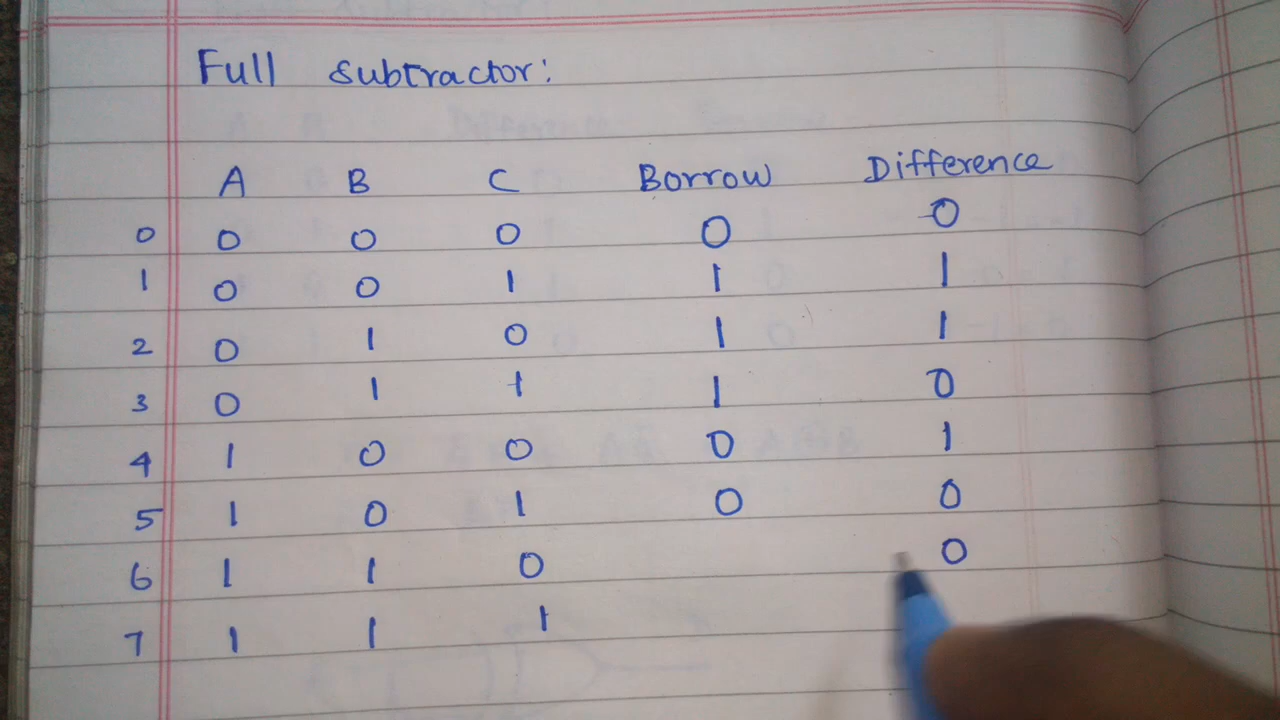 Full subtractor:
A B C Borrow Difference
0 0 0 0 0 0
1 0 0 1 1 1
2 0 1 0 1 1
3 0 1 1 1 0
4 1 0 0 0 1
5 1 0 1 0 0
6 1 1 0 0
7 1 1 1